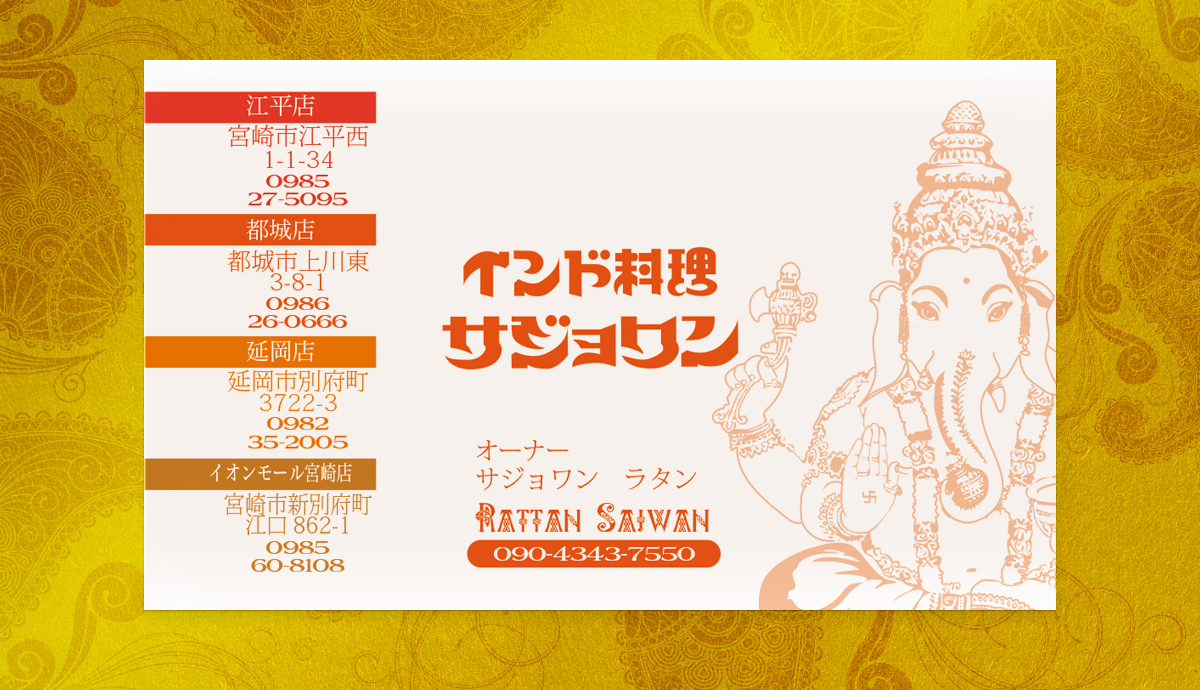 江平店
宮崎市江平西
1-1-34
0985
27-5095
都城店
都城市上川東
3-8-1
0986
26-0666
延岡店
延岡市別府町
3722-3
0982
35-2005
イオンモール宮崎店
宮崎市新別府町
江口862-1
0985
60-8108
インド料理
サジョワン
オーナー
サジョワン　ラタン
RATTAN SAIWAN
090-4343-7550